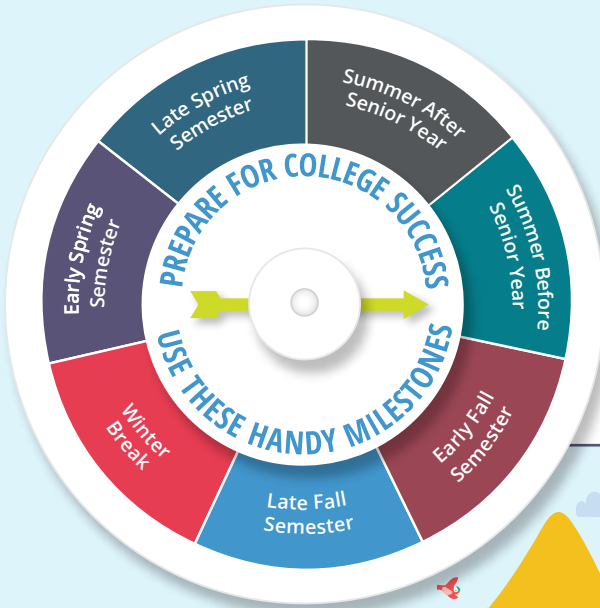 PREPARE FOR COLLEGE SUCCESS
USE THESE HANDY MILESTONES
Summer Before
Senior Year
Early Fall
Semester
Late Fall
Semester
Winter
Break
Early Spring
Semester
Late Spring
Semester
Summer After
Senior Year